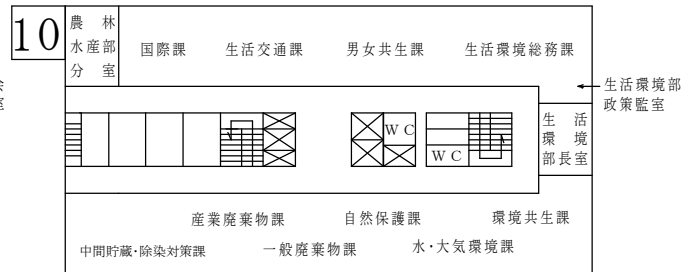 10
農林
水産部
分室
国際課
生活交通課
男女共生課
生活環境総務課
生活環境部
政策監室
室
WC
WC
生活
環境
部長室
産業廃棄物課
自然保護課
環境共生課
中間貯蔵・除染対策課
一般廃棄物課
水・大気環境課